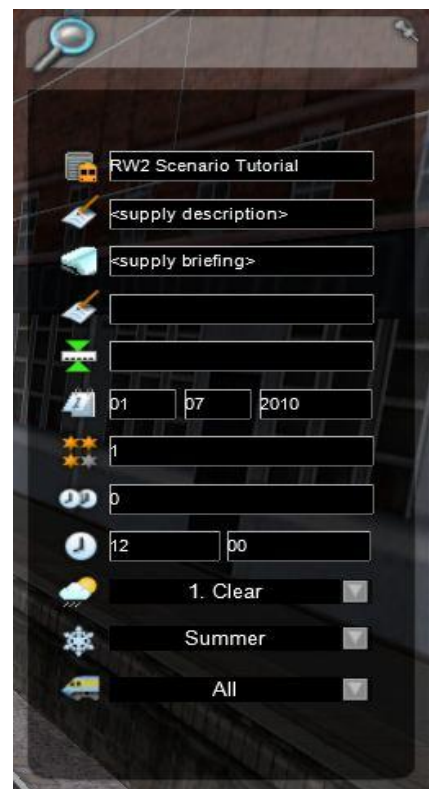 RW2 Scenario Tutorial
<supply description>
<supply briefing>
01 07 2010
1
0
12 00
1. Clear
Summer
All